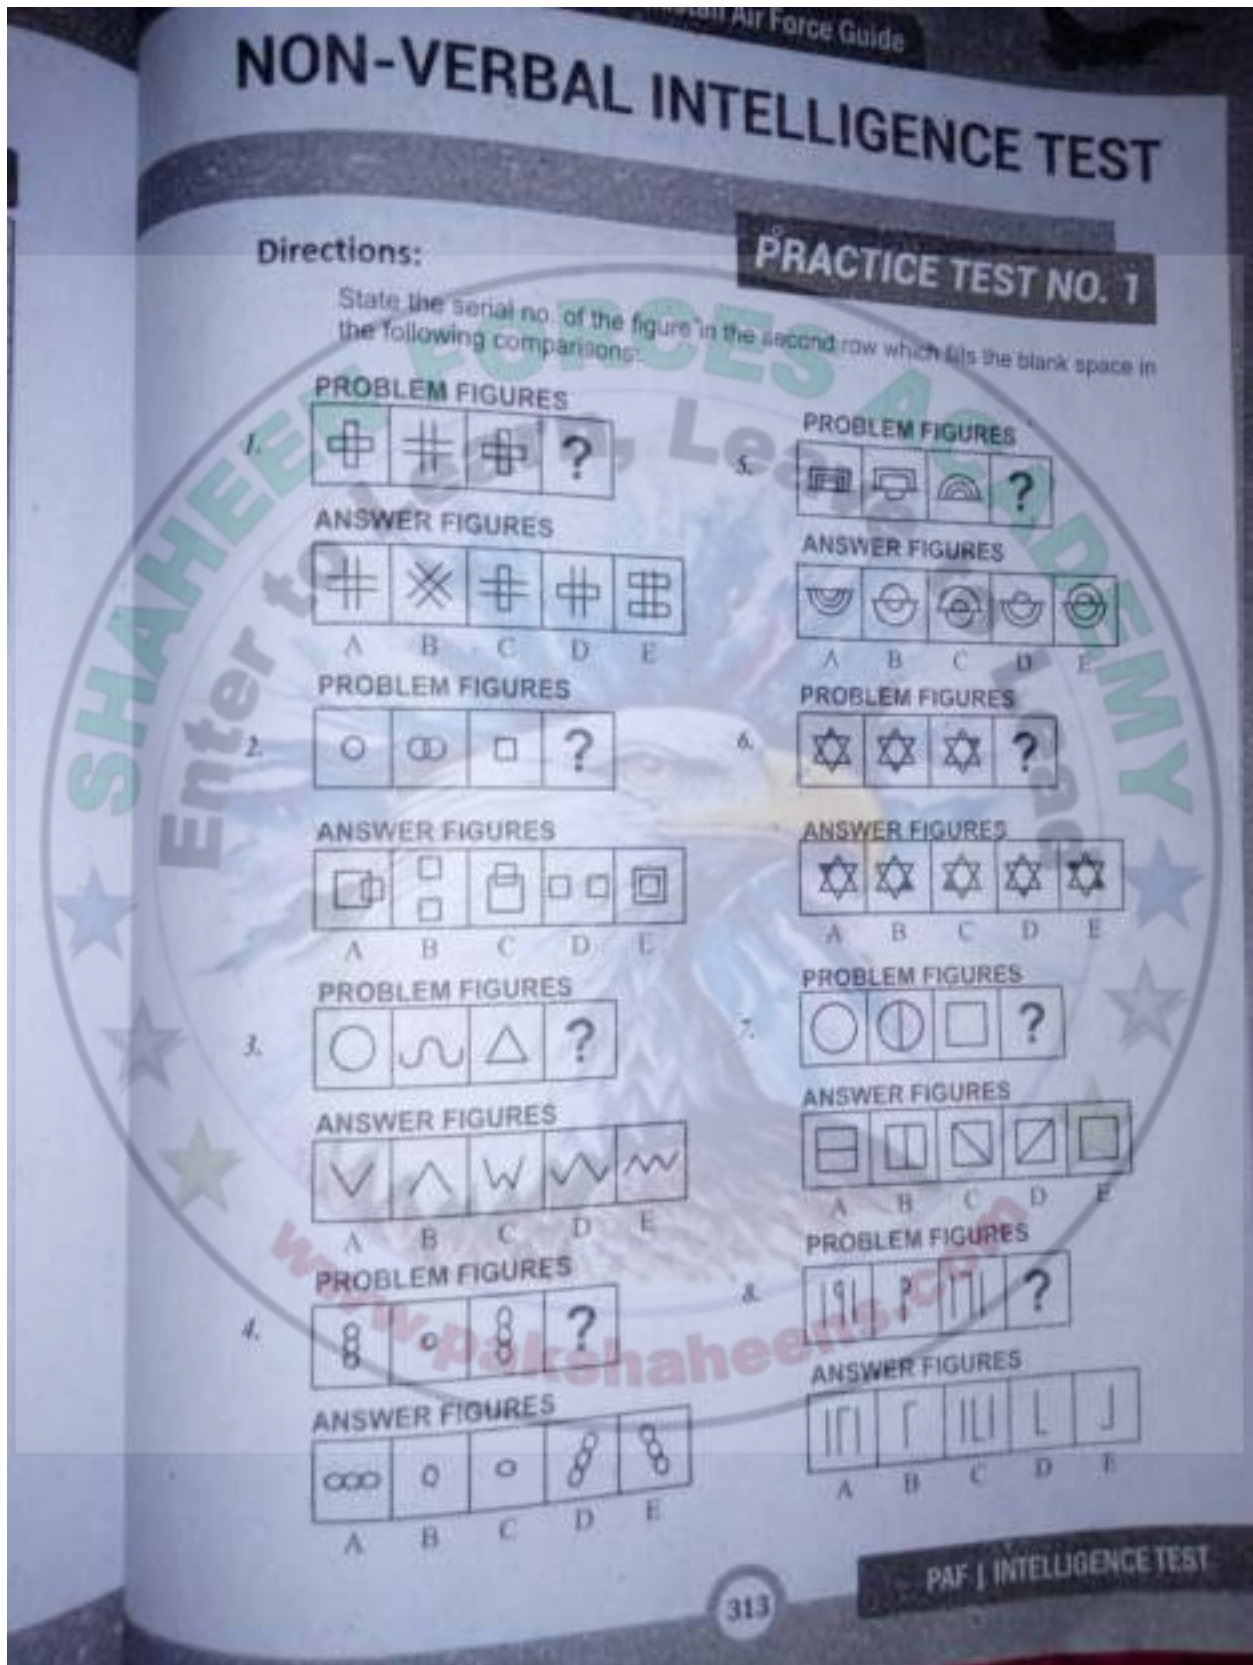 Air Force Guide
NON-VERBAL INTELLIGENCE TEST
PRACTICE TEST NO. 1
Directions:
State the serial no. of the figure in the second row which fills the blank space in
the following comparisons:
SHAHEEN FORCES ACADEMY
Enter to Learn, Learn to Lead
www.pakshaheens.com
PROBLEM FIGURES
1.
?
ANSWER FIGURES
A B C D E
PROBLEM FIGURES
2.
?
ANSWER FIGURES
A B C D E
PROBLEM FIGURES
3.
?
ANSWER FIGURES
A B C D E
PROBLEM FIGURES
4.
?
ANSWER FIGURES
A B C D E
PROBLEM FIGURES
5.
?
ANSWER FIGURES
A B C D E
PROBLEM FIGURES
6.
?
ANSWER FIGURES
A B C D E
PROBLEM FIGURES
7.
?
ANSWER FIGURES
A B C D E
PROBLEM FIGURES
8.
?
ANSWER FIGURES
A B C D E
PAF | INTELLIGENCE TEST
313